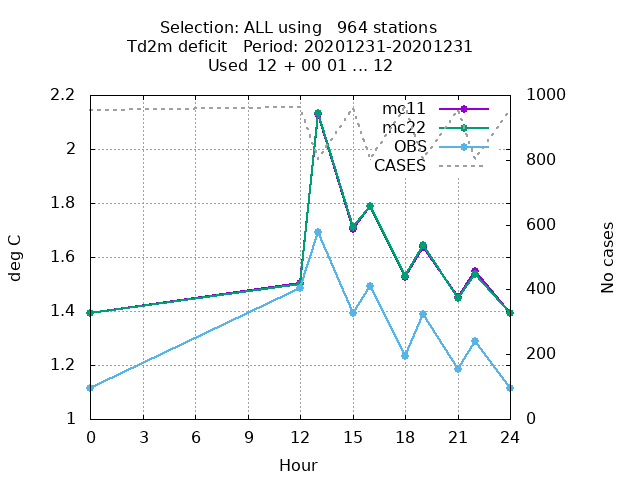 Selection: ALL using   964 stations
Td2m deficit   Period: 20201231-20201231
Used  12 + 00 01 ... 12
2.2
2
1.8
1.6
1.4
1.2
1
deg C
mc11
mc22
OBS
CASES
1000
800
600
400
200
0
No cases
0 3 6 9 12 15 18 21 24
Hour